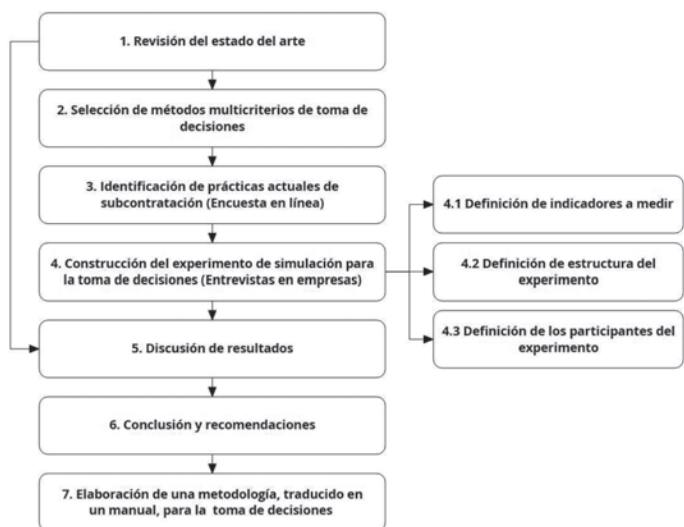 1. Revisión del estado del arte
2. Selección de métodos multicriterios de toma de
decisiones
3. Identificación de prácticas actuales de
subcontratación (Encuesta en línea)
4. Construcción del experimento de simulación para
la toma de decisiones (Entrevistas en empresas)
4.1 Definición de indicadores a medir
4.2 Definición de estructura del
experimento
4.3 Definición de los participantes del
experimento
5. Discusión de resultados
6. Conclusión y recomendaciones
7. Elaboración de una metodología, traducido en
un manual, para la toma de decisiones